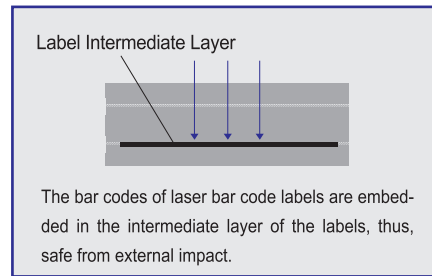 Label Intermediate Layer
The bar codes of laser bar code labels are embed-
ded in the intermediate layer of the labels, thus,
safe from external impact.